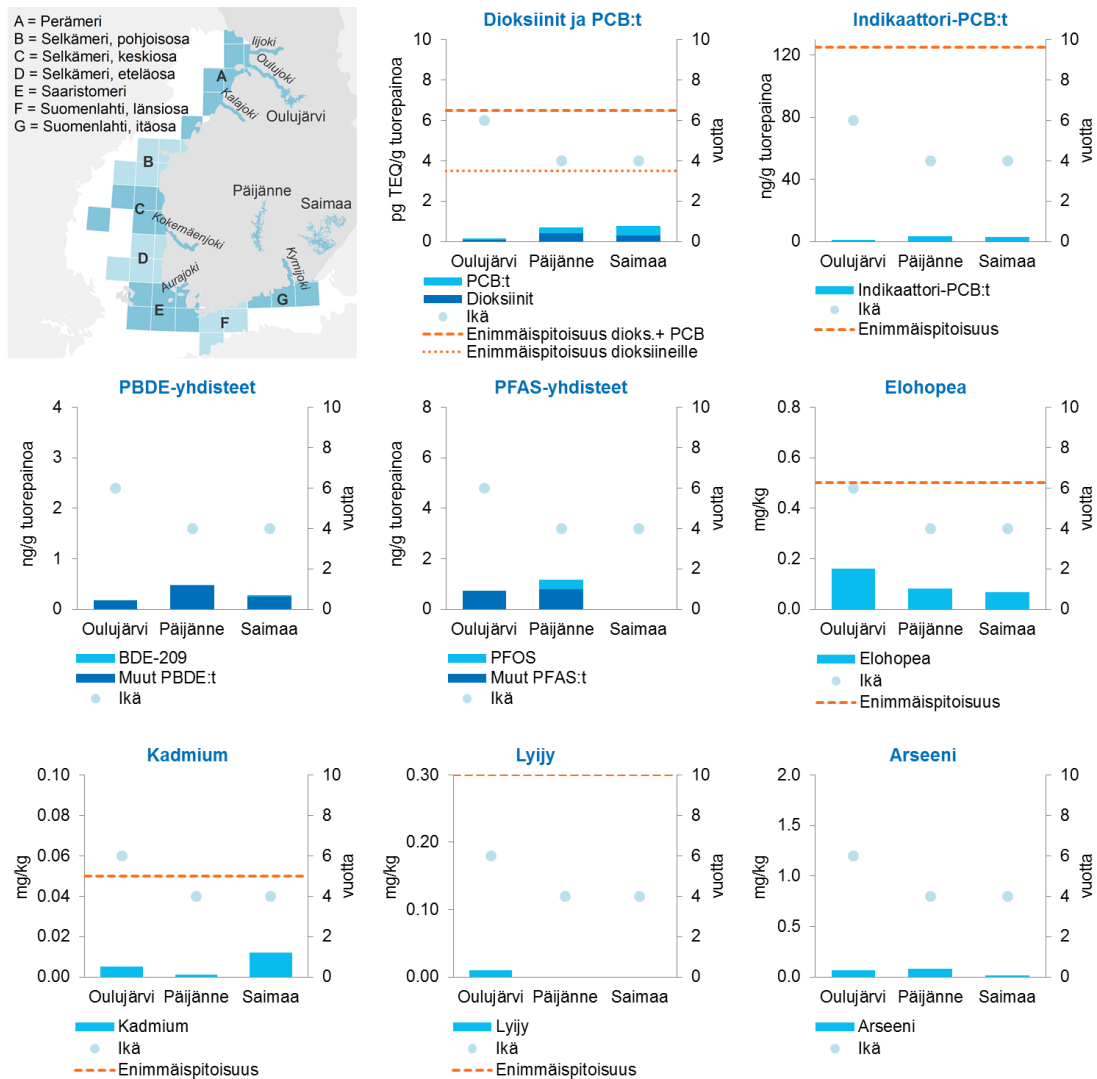 A = Perämeri
B = Selkämeri, pohjoisosa
C = Selkämeri, keskiosa
D = Selkämeri, eteläosa
E = Saaristomeri
F = Suomenlahti, länsiosa
G = Suomenlahti, itäosa
Iijoki
Oulujoki
A
Kalajoki
Oulujärvi
B
Päijänne
C
Saimaa
Kokemäenjoki
D
Aurajoki
Kymijoki
E
F
G
Dioksiinit ja PCB:t
pg TEQ/g tuorepainoa
10
8
6
4
2
0
10
8
6
4
2
0
vuotta
Oulujärvi Päijänne Saimaa
PCB:t
Dioksiinit
Ikä
Enimmäispitoisuus dioks.+ PCB
Enimmäispitoisuus dioksiineille
Indikaattori-PCB:t
ng/g tuorepainoa
120
80
40
0
10
8
6
4
2
0
vuotta
Oulujärvi Päijänne Saimaa
Indikaattori-PCB:t
Ikä
Enimmäispitoisuus
PBDE-yhdisteet
ng/g tuorepainoa
4
3
2
1
0
10
8
6
4
2
0
vuotta
Oulujärvi Päijänne Saimaa
BDE-209
Muut PBDE:t
Ikä
PFAS-yhdisteet
ng/g tuorepainoa
8
6
4
2
0
10
8
6
4
2
0
vuotta
Oulujärvi Päijänne Saimaa
PFOS
Muut PFAS:t
Ikä
Elohopea
mg/kg
0.8
0.6
0.4
0.2
0.0
10
8
6
4
2
0
vuotta
Oulujärvi Päijänne Saimaa
Elohopea
Ikä
Enimmäispitoisuus
Kadmium
mg/kg
0.10
0.08
0.06
0.04
0.02
0.00
10
8
6
4
2
0
vuotta
Oulujärvi Päijänne Saimaa
Kadmium
Ikä
Enimmäispitoisuus
Lyijy
mg/kg
0.30
0.20
0.10
0.00
10
8
6
4
2
0
vuotta
Oulujärvi Päijänne Saimaa
Lyijy
Ikä
Enimmäispitoisuus
Arseeni
mg/kg
2.0
1.5
1.0
0.5
0.0
10
8
6
4
2
0
vuotta
Oulujärvi Päijänne Saimaa
Arseeni
Ikä